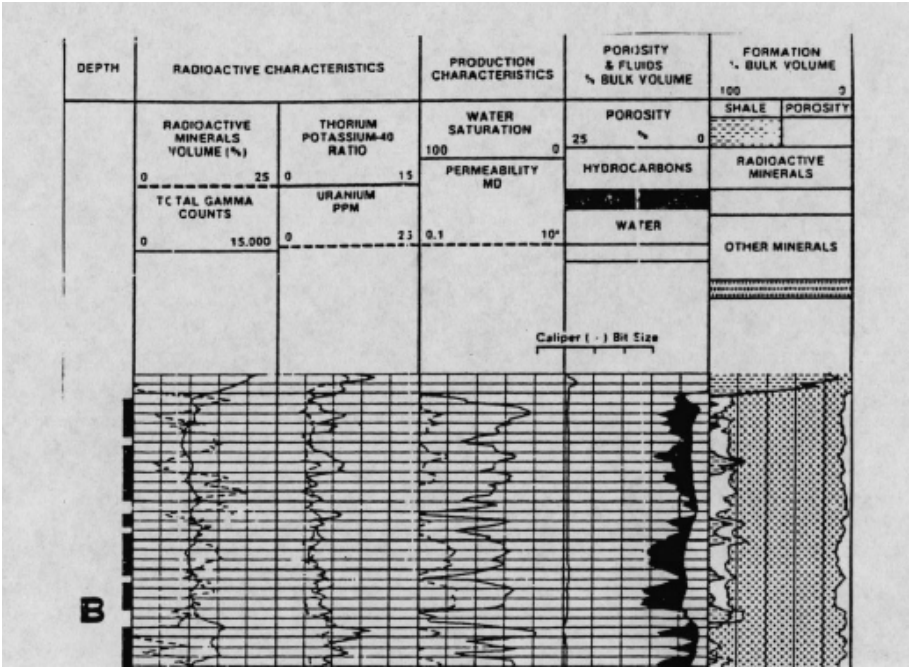 DEPTH
RADIOACTIVE CHARACTERISTICS
PRODUCTION
CHARACTERISTICS
POROSITY
& FLUIDS
% BULK VOLUME
FORMATION
% BULK VOLUME
100 0
RADIOACTIVE
MINERALS
VOLUME (%)
0 25
TOTAL GAMMA
COUNTS
0 15.000
THORIUM
POTASSIUM-40
RATIO
0 15
URANIUM
PPM
0 25
WATER
SATURATION
100 0
PERMEABILITY
MD
0.1
POROSITY
25 % 0
HYDROCARBONS
WATER
SHALE POROSITY
RADIOACTIVE
MINERALS
OTHER MINERALS
Caliper ( - ) Bit Size
B